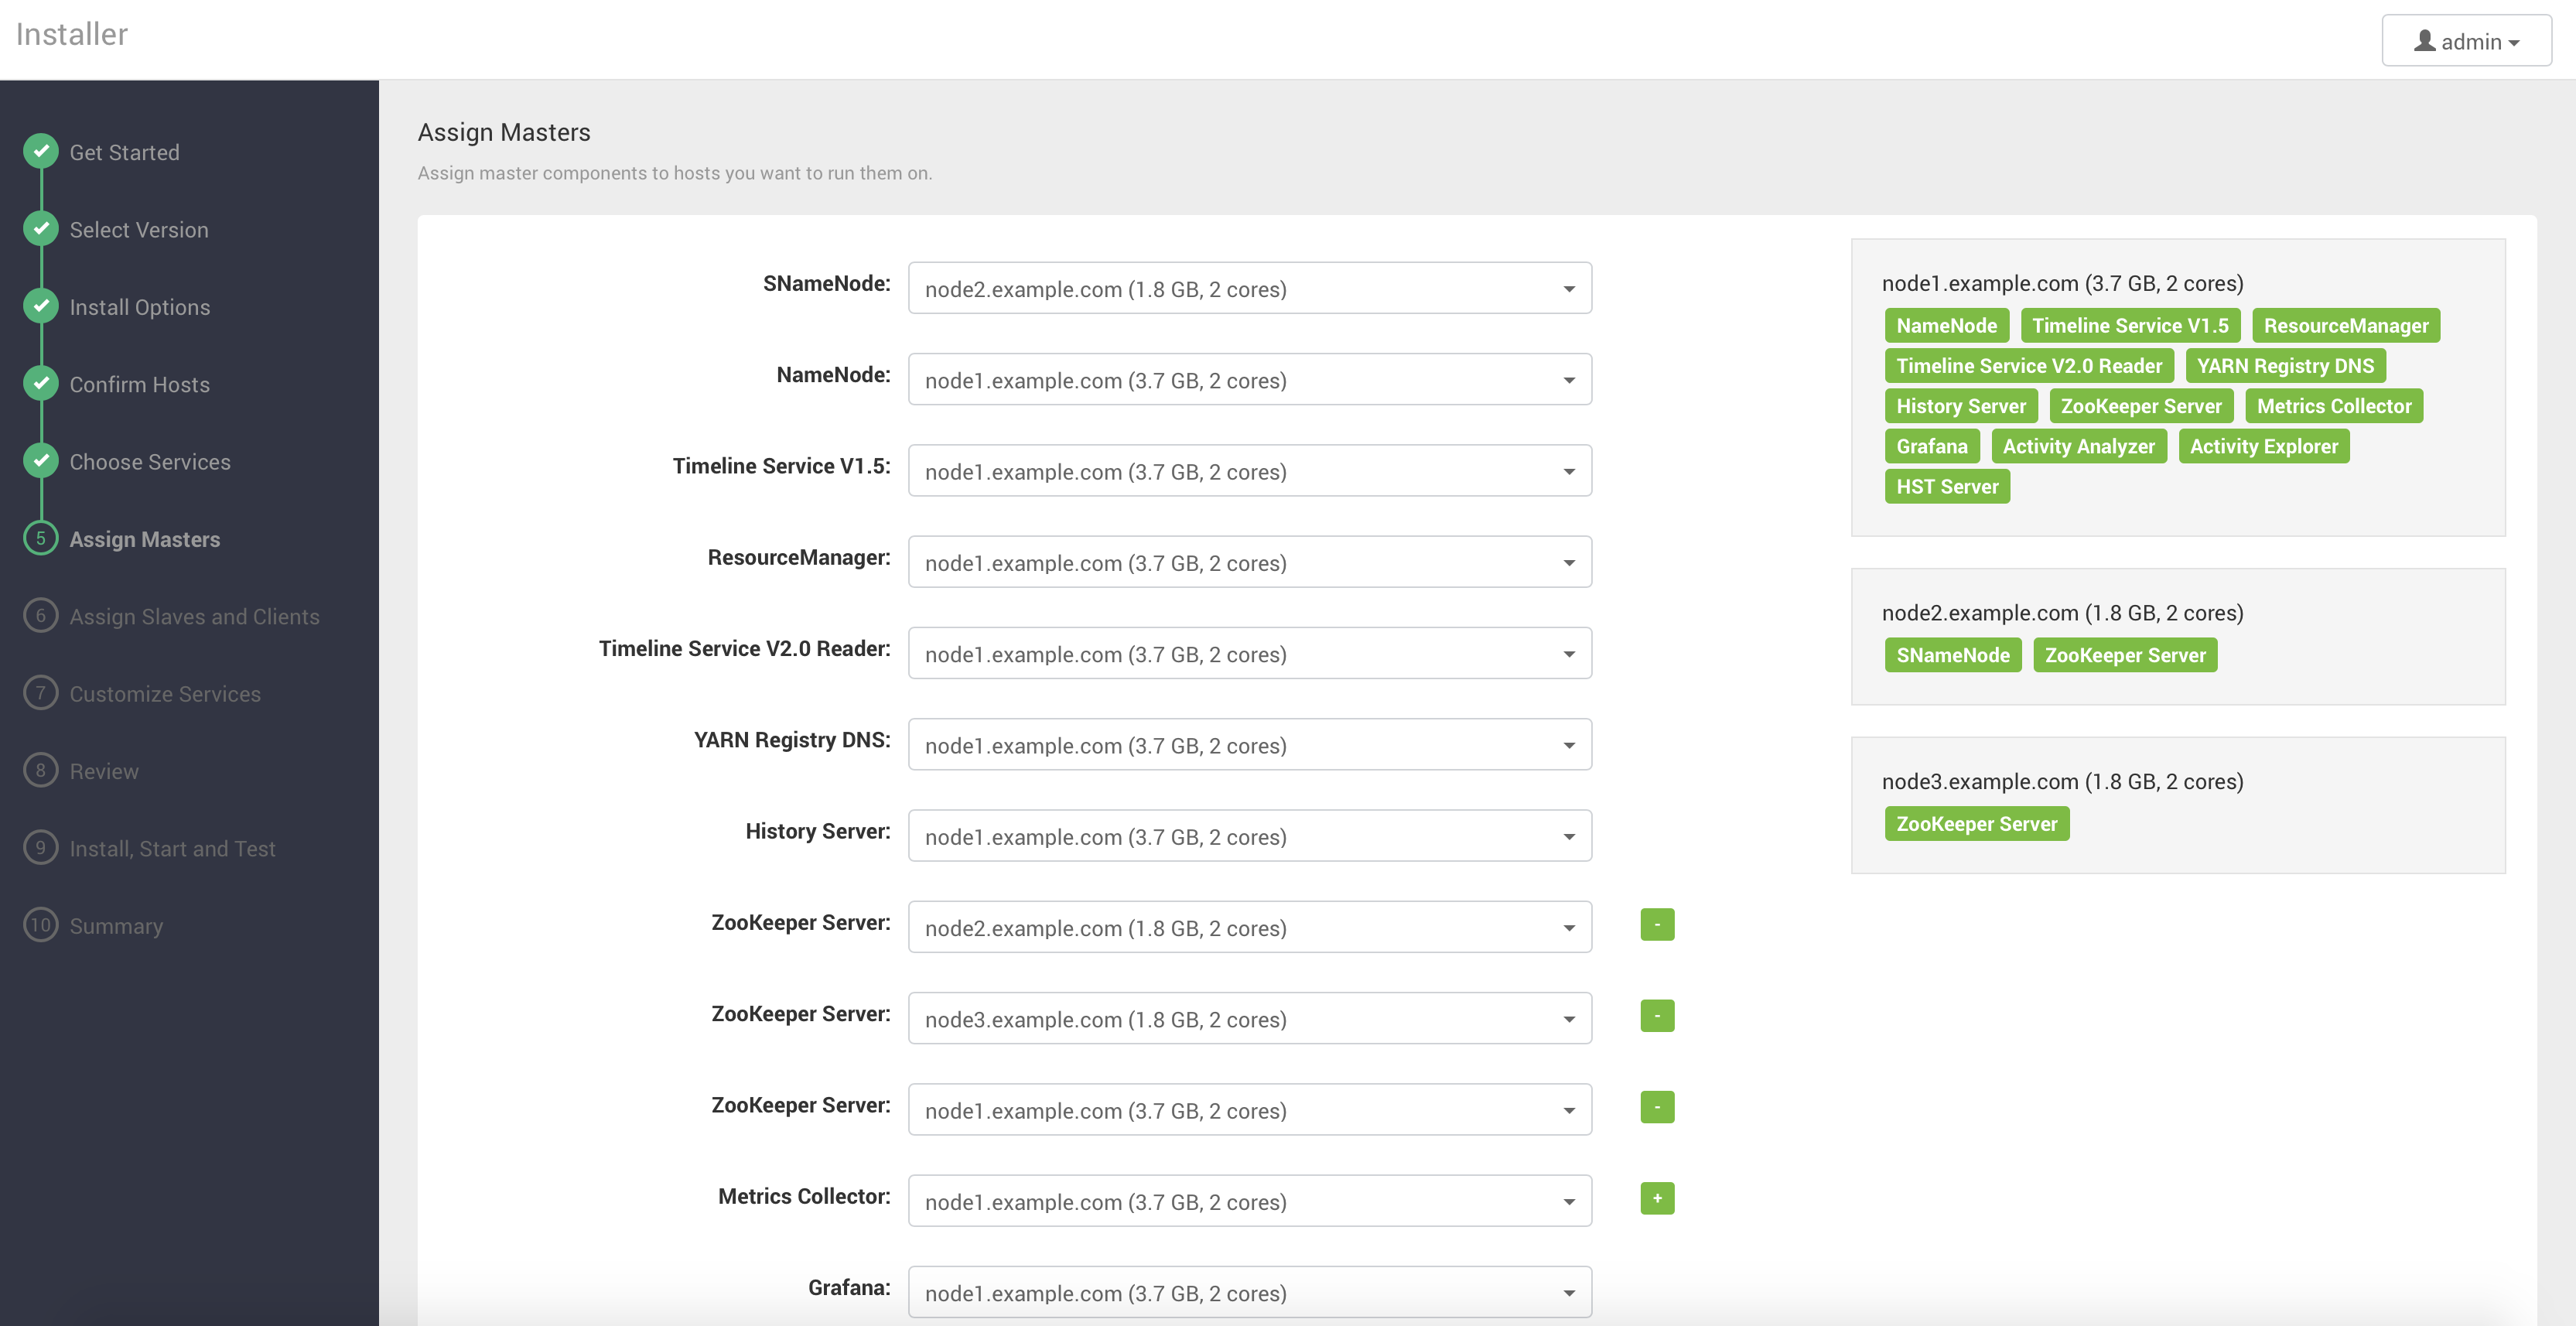 Installer
admin
Get Started
Select Version
Install Options
Confirm Hosts
Choose Services
5 Assign Masters
6 Assign Slaves and Clients
7 Customize Services
8 Review
9 Install, Start and Test
10 Summary
Assign Masters
Assign master components to hosts you want to run them on.
SNameNode: node2.example.com (1.8 GB, 2 cores)
NameNode: node1.example.com (3.7 GB, 2 cores)
Timeline Service V1.5: node1.example.com (3.7 GB, 2 cores)
ResourceManager: node1.example.com (3.7 GB, 2 cores)
Timeline Service V2.0 Reader: node1.example.com (3.7 GB, 2 cores)
YARN Registry DNS: node1.example.com (3.7 GB, 2 cores)
History Server: node1.example.com (3.7 GB, 2 cores)
ZooKeeper Server: node2.example.com (1.8 GB, 2 cores) -
ZooKeeper Server: node3.example.com (1.8 GB, 2 cores) -
ZooKeeper Server: node1.example.com (3.7 GB, 2 cores) -
Metrics Collector: node1.example.com (3.7 GB, 2 cores) +
Grafana: node1.example.com (3.7 GB, 2 cores)
node1.example.com (3.7 GB, 2 cores)
NameNode Timeline Service V1.5 ResourceManager
Timeline Service V2.0 Reader YARN Registry DNS
History Server ZooKeeper Server Metrics Collector
Grafana Activity Analyzer Activity Explorer
HST Server
node2.example.com (1.8 GB, 2 cores)
SNameNode ZooKeeper Server
node3.example.com (1.8 GB, 2 cores)
ZooKeeper Server